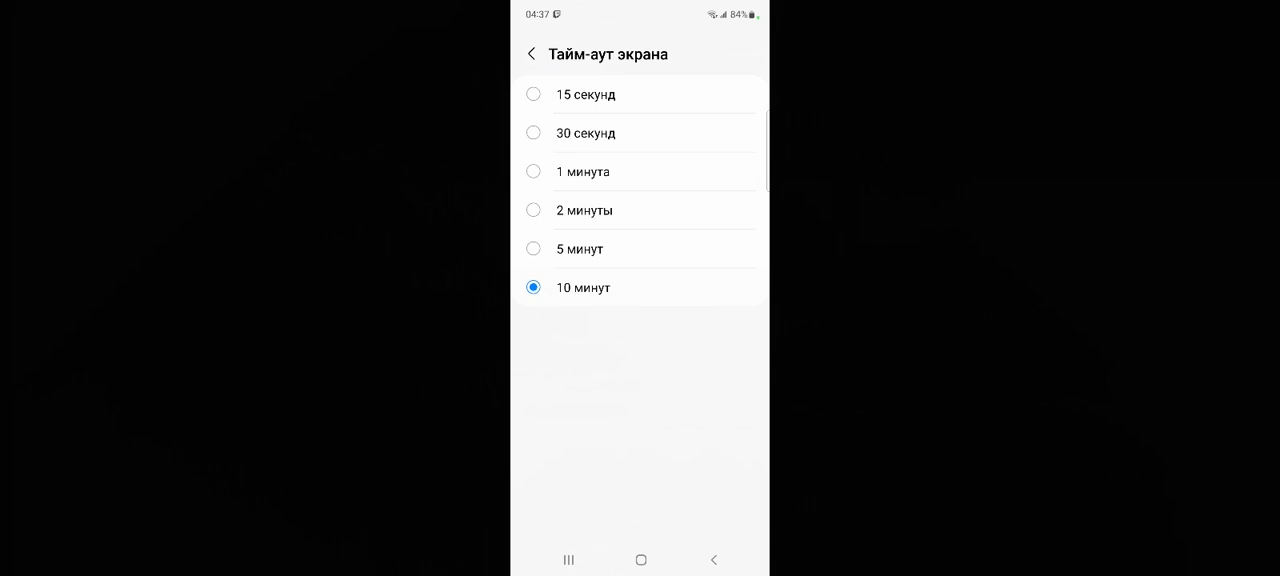 04:37 84%
Тайм-аут экрана
15 секунд
30 секунд
1 минута
2 минуты
5 минут
10 минут